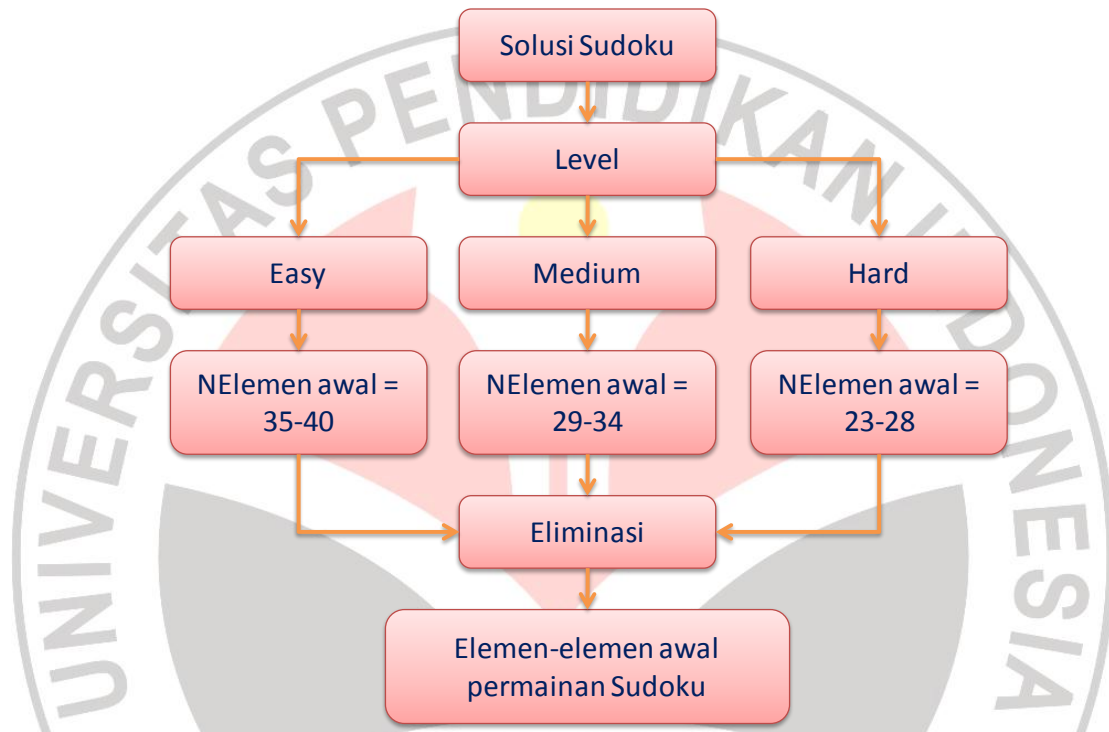 UNIVERSITAS PENDIDIKAN INDONESIA
Solusi Sudoku
Level
Easy
Medium
Hard
NElemen awal =
35-40
NElemen awal =
29-34
NElemen awal =
23-28
Eliminasi
Elemen-elemen awal
permainan Sudoku